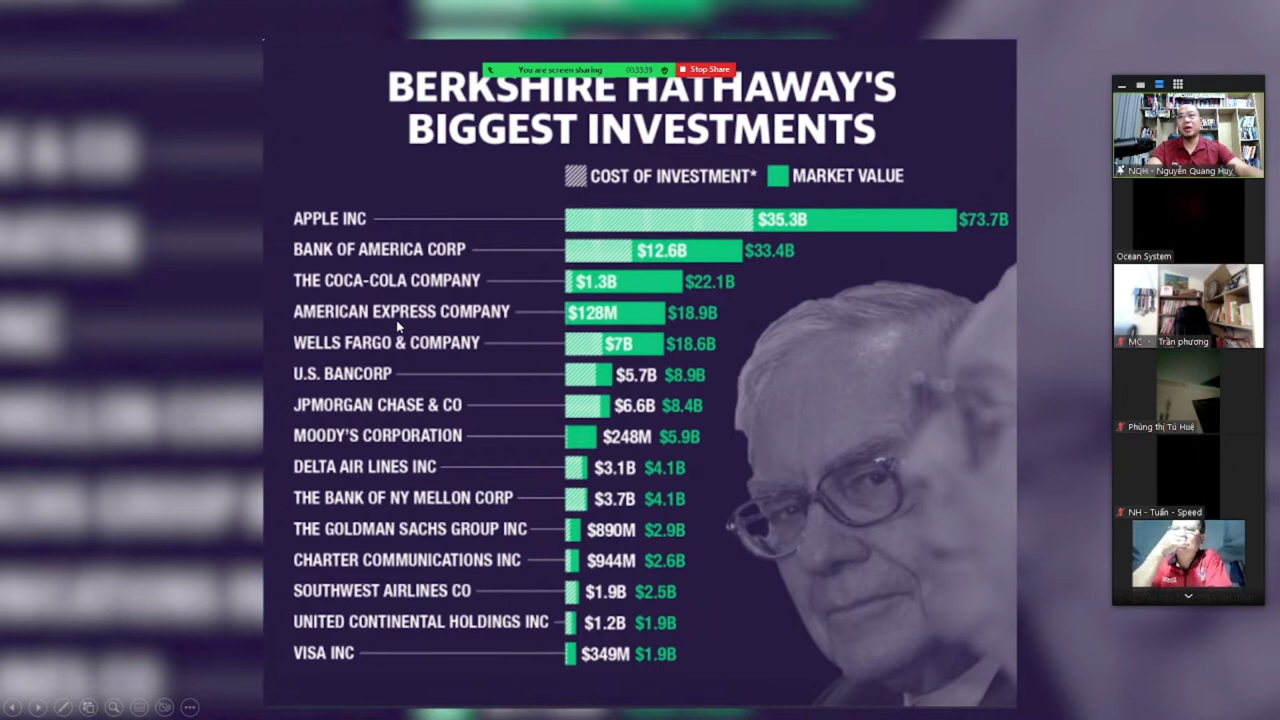 You are screen sharing 00:33:39 Stop Share
BERKSHIRE HATHAWAY'S
BIGGEST INVESTMENTS
COST OF INVESTMENT* MARKET VALUE
APPLE INC $35.3B $73.7B
BANK OF AMERICA CORP $12.6B $33.4B
THE COCA-COLA COMPANY $1.3B $22.1B
AMERICAN EXPRESS COMPANY $128M $18.9B
WELLS FARGO & COMPANY $7B $18.6B
U.S. BANCORP $5.7B $8.9B
JPMORGAN CHASE & CO $6.6B $8.4B
MOODY'S CORPORATION $248M $5.9B
DELTA AIR LINES INC $3.1B $4.1B
THE BANK OF NY MELLON CORP $3.7B $4.1B
THE GOLDMAN SACHS GROUP INC $890M $2.9B
CHARTER COMMUNICATIONS INC $944M $2.6B
SOUTHWEST AIRLINES CO $1.9B $2.5B
UNITED CONTINENTAL HOLDINGS INC $1.2B $1.9B
VISA INC $349M $1.9B
NQH - Nguyễn Quang Huy
Ocean System
MC - Trần phương
Phùng thị Tú Huệ
NH - Tuấn - Speed